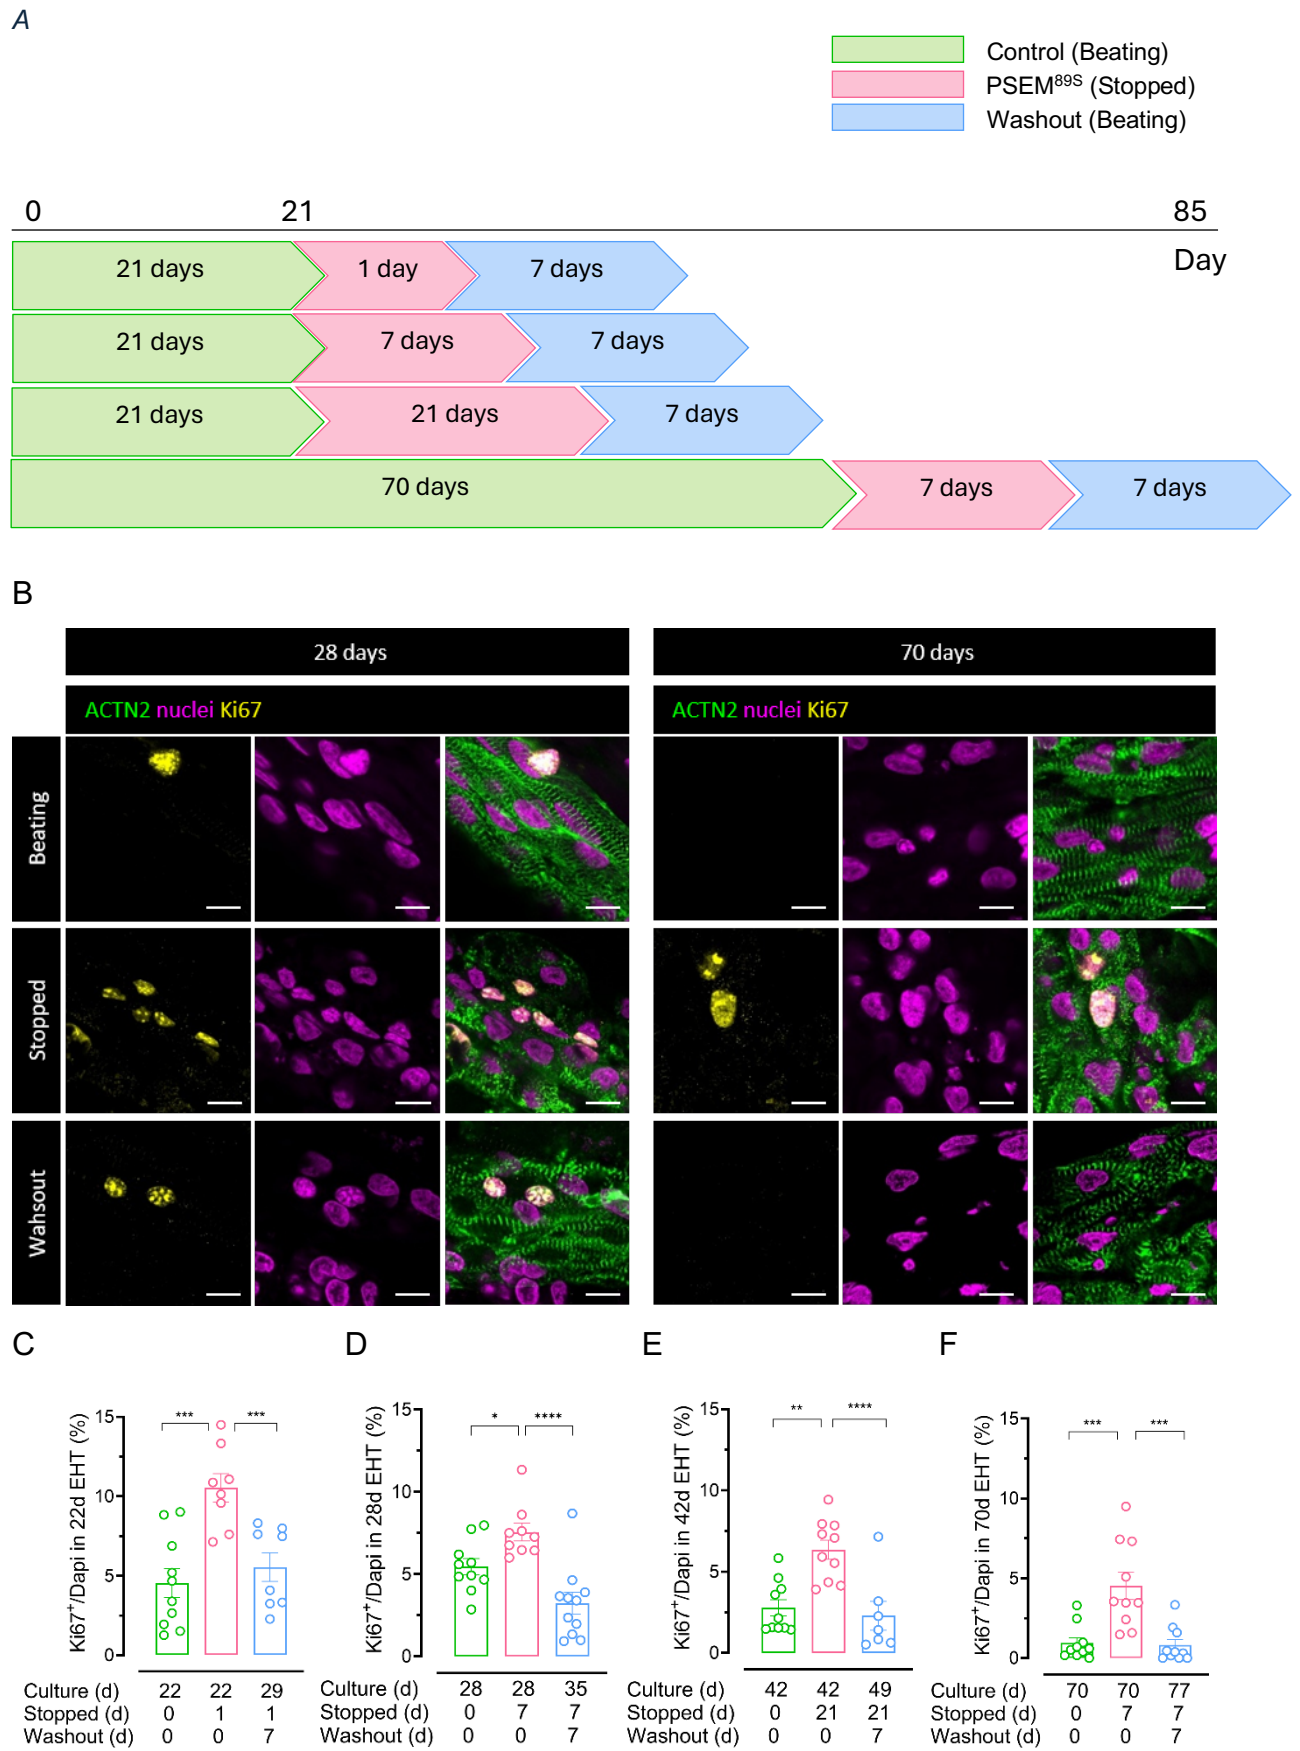 A
Control (Beating)
PSEM89S (Stopped)
Washout (Beating)
0 21 85
Day
21 days 1 day 7 days
21 days 7 days 7 days
21 days 21 days 7 days
70 days 7 days 7 days
B
28 days 70 days
ACTN2 nuclei Ki67 ACTN2 nuclei Ki67
Beating
Stopped
Wahsout
C D E F
Ki67+/Dapi in 22d EHT (%)
15
10
5
0
*** ***
Culture (d) 22 22 29
Stopped (d) 0 1 1
Washout (d) 0 0 7
Ki67+/Dapi in 28d EHT (%)
15
10
5
0
* ****
Culture (d) 28 28 35
Stopped (d) 0 7 7
Washout (d) 0 0 7
Ki67+/Dapi in 42d EHT (%)
15
10
5
0
** ****
Culture (d) 42 42 49
Stopped (d) 0 21 21
Washout (d) 0 0 7
Ki67+/Dapi in 70d EHT (%)
15
10
5
0
*** ***
Culture (d) 70 70 77
Stopped (d) 0 7 7
Washout (d) 0 0 7